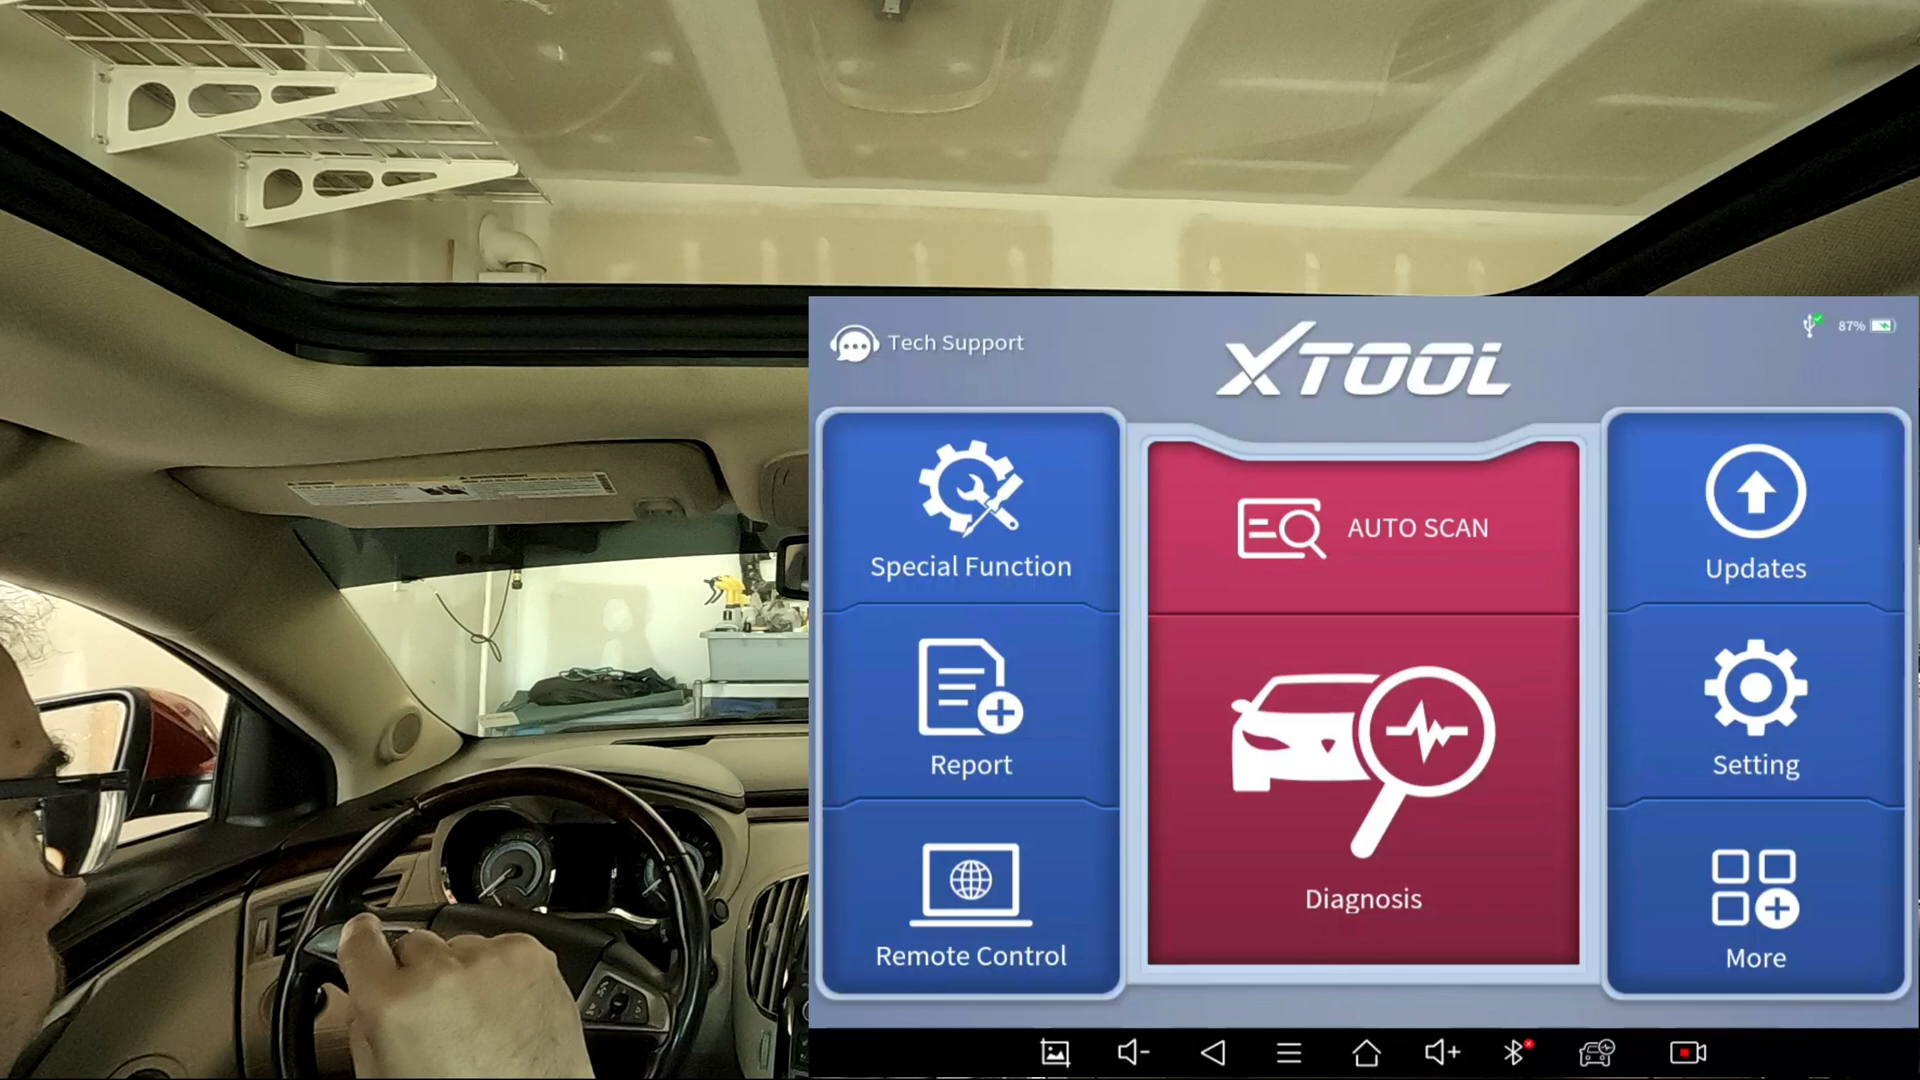 Tech Support
XTOOL
87%
Special Function
AUTO SCAN
Updates
Report
Setting
Diagnosis
Remote Control
More